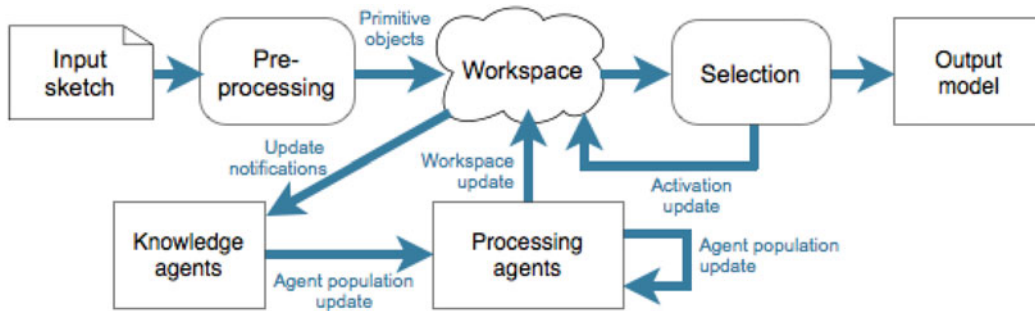 Primitive
objects
Input
sketch
Pre-
processing
Workspace
Selection
Output
model
Update
notifications
Workspace
update
Activation
update
Knowledge
agents
Agent population
update
Processing
agents
Agent population
update